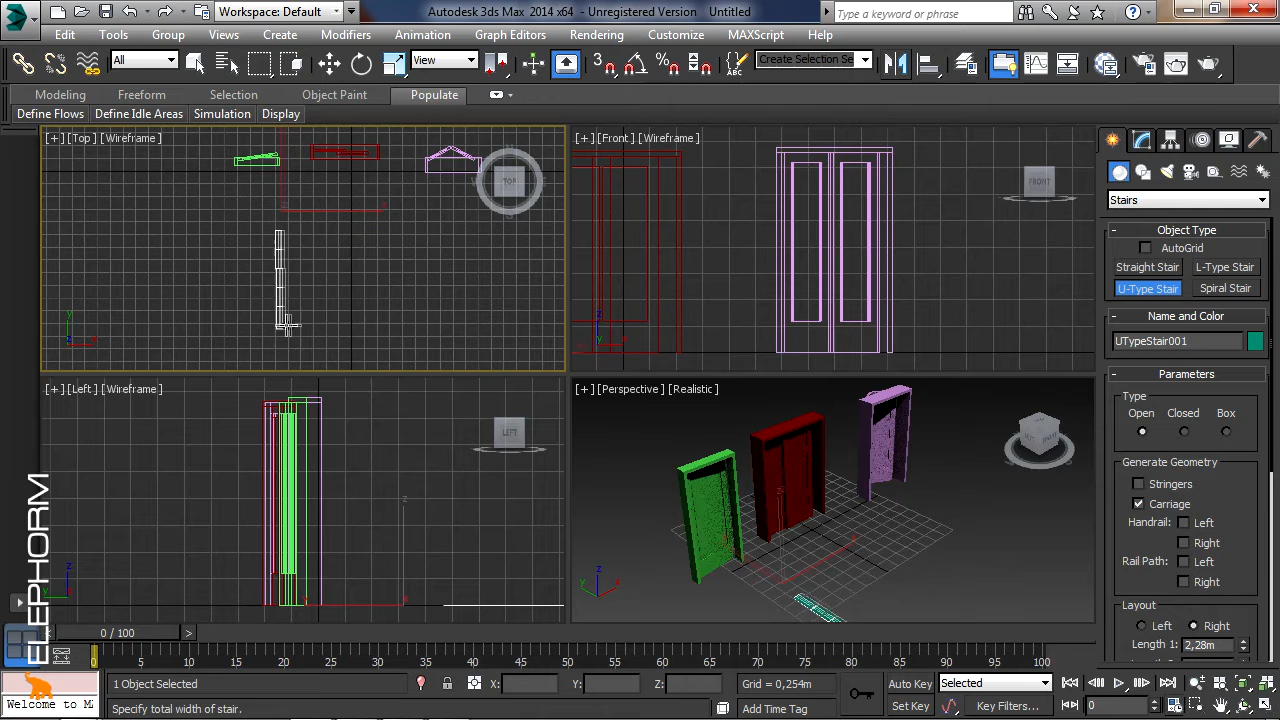 Workspace: Default
Autodesk 3ds Max 2014 x64 - Unregistered Version Untitled
Type a keyword or phrase
Edit Tools Group Views Create Modifiers Animation Graph Editors Rendering Customize MAXScript Help
All
View
3
Create Selection Se
Modeling Freeform Selection Object Paint Populate
Define Flows Define Idle Areas Simulation Display
[+] [Top] [Wireframe]
TOP
[+] [Front] [Wireframe]
FRONT
[+] [Left] [Wireframe]
LEFT
[+] [Perspective] [Realistic]
Stairs
Object Type
AutoGrid
Straight Stair L-Type Stair
U-Type Stair Spiral Stair
Name and Color
UTypeStair001
Parameters
Type
Open Closed Box
Generate Geometry
Stringers
Carriage
Handrail: Left
Right
Rail Path: Left
Right
Layout
Left Right
Length 1: 2,28m
ELEPHORM
0 / 100
0 5 10 15 20 25 30 35 40 45 50 55 60 65 70 75 80 85 90 95 100
1 Object Selected
X: Y: Z:
Grid = 0,254m
Auto Key Selected
Welcome to M
Specify total width of stair.
Add Time Tag
Set Key Key Filters...
0